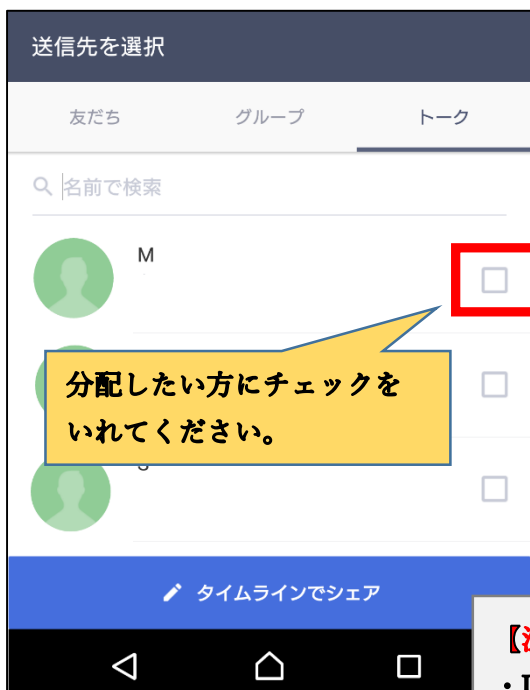 送信先を選択
友だち グループ トーク
名前で検索
M
分配したい方にチェックを
いれてください。
タイムラインでシェア